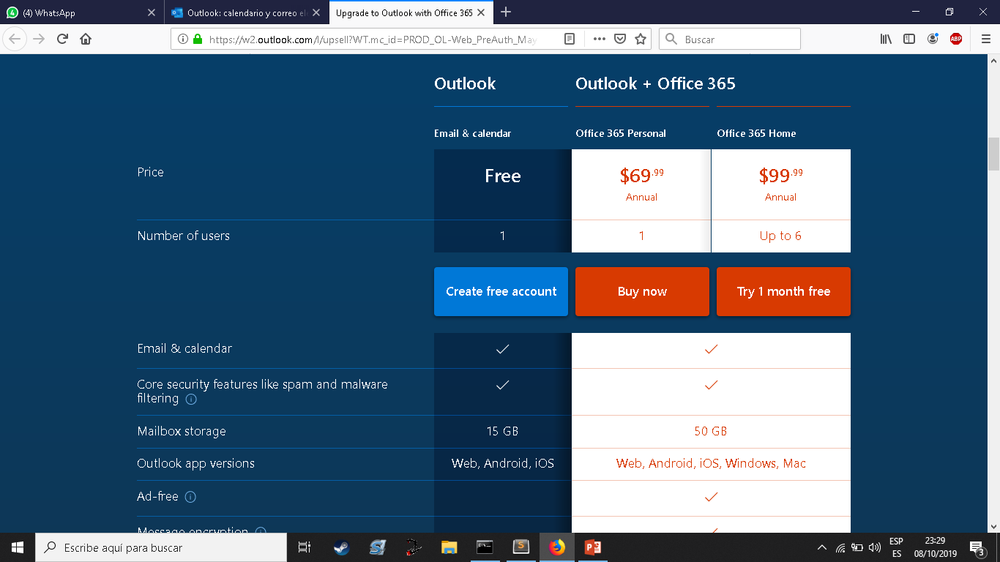 (4) WhatsApp
Outlook: calendario y correo ele
Upgrade to Outlook with Office 365
https://w2.outlook.com/l/upsell?WT.mc_id=PROD_OL-Web_PreAuth_May
Buscar
ABP
Outlook
Outlook + Office 365
Email & calendar
Office 365 Personal
Office 365 Home
Price
Free
$69.99
$99.99
Annual
Annual
Number of users
1
1
Up to 6
Create free account
Buy now
Try 1 month free
Email & calendar
Core security features like spam and malware
filtering
Mailbox storage
15 GB
50 GB
Outlook app versions
Web, Android, iOS
Web, Android, iOS, Windows, Mac
Ad-free
Message encryption
Escribe aquí para buscar
ESP
ES
23:29
08/10/2019
3